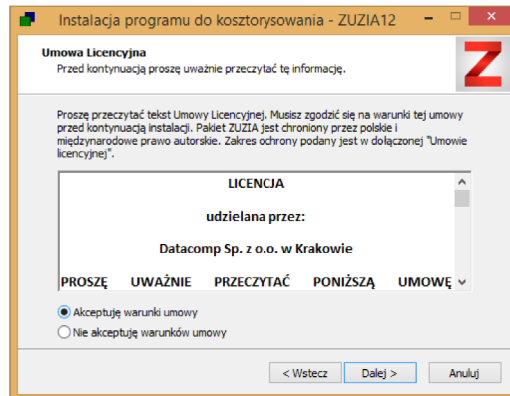 Instalacja programu do kosztorysowania - ZUZIA12
Umowa Licencyjna
Przed kontynuacją proszę uważnie przeczytać tę informację.
Z
Proszę przeczytać tekst Umowy Licencyjnej. Musisz zgodzić się na warunki tej umowy
przed kontynuacją instalacji. Pakiet ZUZIA jest chroniony przez polskie i
międzynarodowe prawo autorskie. Zakres ochrony podany jest w dołączonej "Umowie
licencyjnej".
LICENCJA
udzielana przez:
Datacomp Sp. z o.o. w Krakowie
PROSZĘ UWAŻNIE PRZECZYTAĆ PONIŻSZĄ UMOWĘ
Akceptuję warunki umowy
Nie akceptuję warunków umowy
< Wstecz Dalej > Anuluj